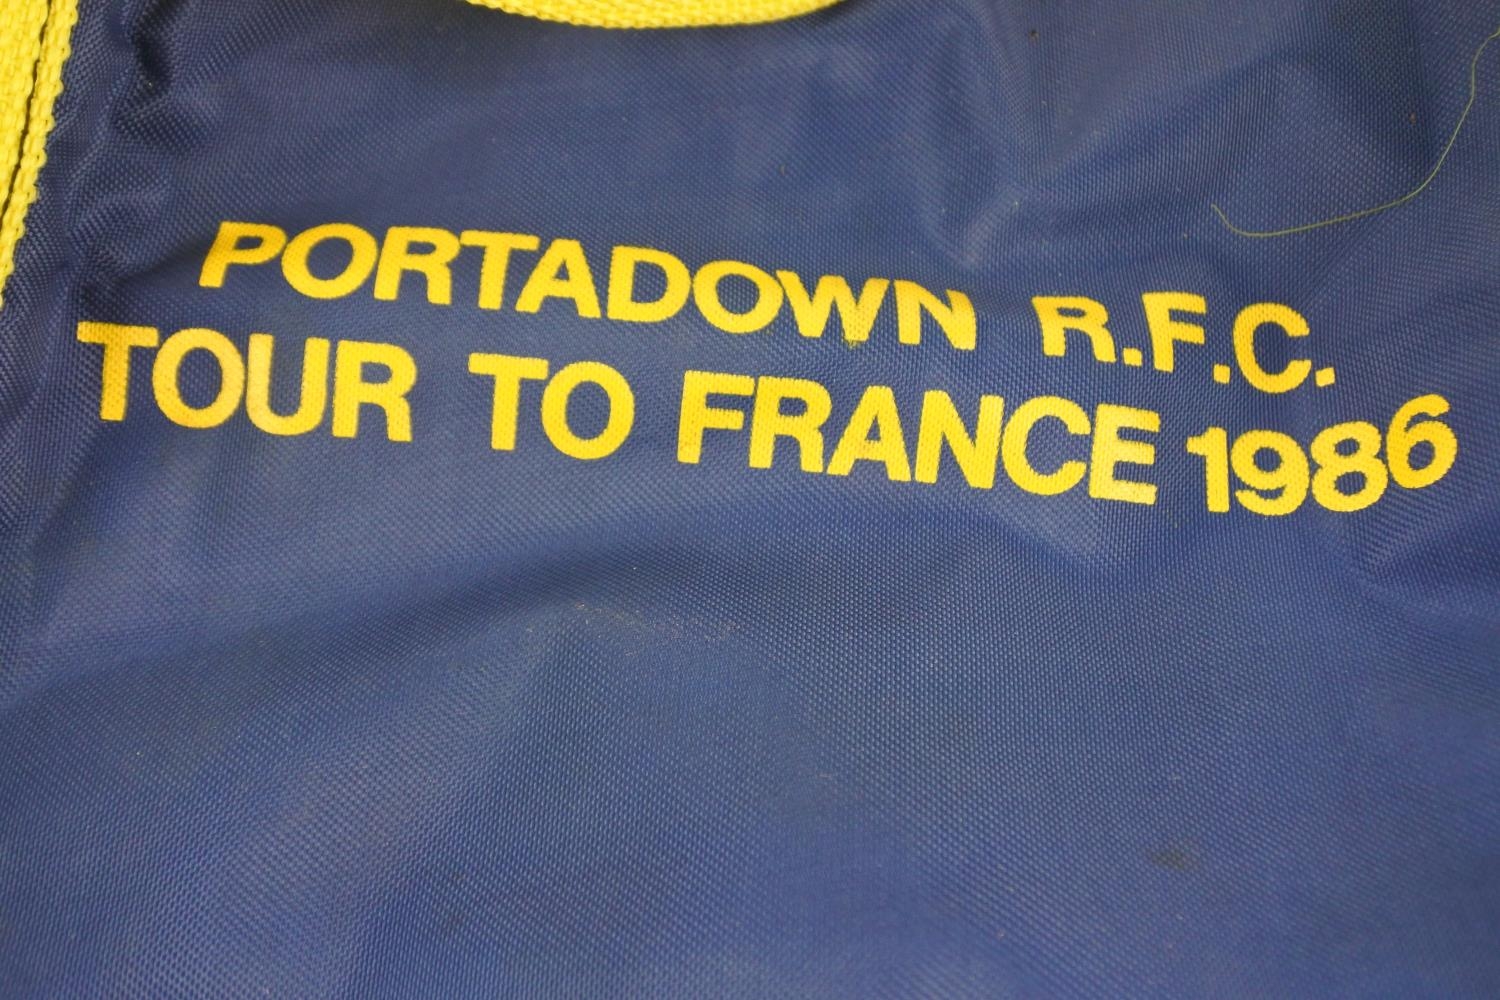 PORTADOWN R.F.C.
TOUR TO FRANCE 1986